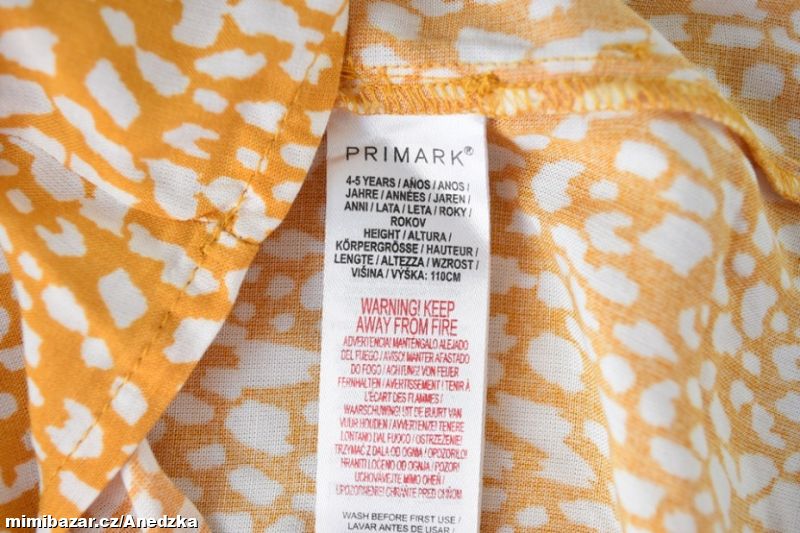 PRIMARK®
4-5 YEARS / AÑOS / ANOS /
JAHRE / ANNÉES / JAREN /
ANNI / LATA / LETA / ROKY /
ROKOV
HEIGHT / ALTURA /
KÖRPERGRÖSSE / HAUTEUR /
LENGTE / ALTEZZA / WZROST /
VIŠINA / VÝŠKA: 110CM
WARNING! KEEP
AWAY FROM FIRE
ADVERTENCIA! MANTÉNGALO ALEJADO
DEL FUEGO / AVISO! MANTER AFASTADO
DO FOGO / ACHTUNG! VON FEUER
FERNHALTEN / AVERTISSEMENT! TENIR À
L'ÉCART DES FLAMMES /
WAARSCHUWING! UIT DE BUURT VAN
VUUR HOUDEN / AVVERTENZE! TENERE
LONTANO DAL FUOCO / OSTRZEŻENIE!
TRZYMAĆ Z DALA OD OGNIA / OPOZORILO!
HRANITI LOČENO OD OGNJA / POZOR!
UCHOVÁVEJTE MIMO OHEŇ /
UPOZORNENIE! CHRÁŇTE PRED OHŇOM
WASH BEFORE FIRST USE /
LAVAR ANTES DE USAR /
mimibazar.cz/Anedzka